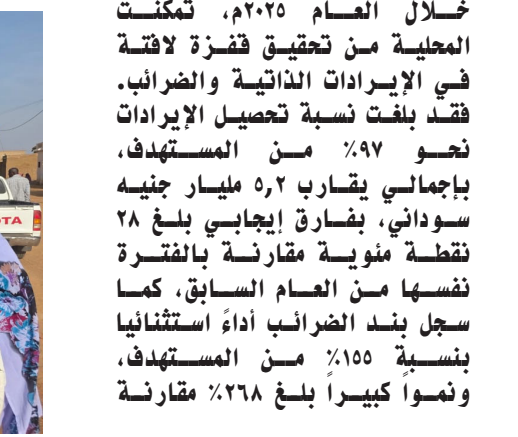 خلال العام ٢٠٢٥م، تمكنت
المحلية من تحقيق قفزة لافتة
في الإيرادات الذاتية والضرائب.
فقد بلغت نسبة تحصيل الإيرادات
نحو ٩٧٪ من المستهدف،
بإجمالي يقارب ٥,٢ مليار جنيه
سوداني، بفارق إيجابي بلغ ٢٨
نقطة مئوية مقارنة بالفترة
نفسها من العام السابق، كما
سجل بند الضرائب أداءً استثنائيا
بنسبة ١٥٥٪ من المستهدف،
ونمواً كبيراً بلغ ٢٦٨٪ مقارنة
OTA